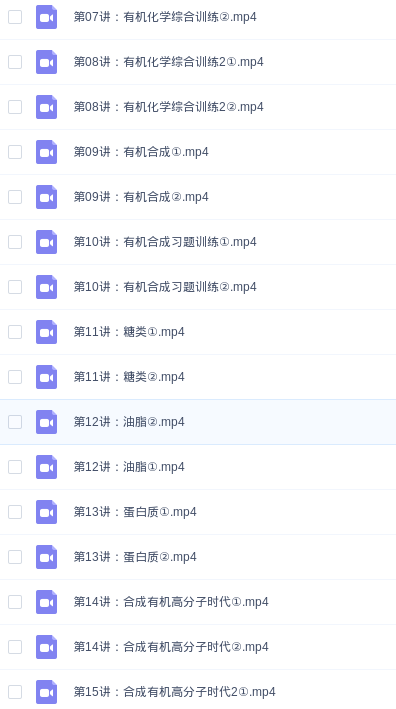 第07讲：有机化学综合训练②.mp4
第08讲：有机化学综合训练2①.mp4
第08讲：有机化学综合训练2②.mp4
第09讲：有机合成①.mp4
第09讲：有机合成②.mp4
第10讲：有机合成习题训练①.mp4
第10讲：有机合成习题训练②.mp4
第11讲：糖类①.mp4
第11讲：糖类②.mp4
第12讲：油脂②.mp4
第12讲：油脂①.mp4
第13讲：蛋白质①.mp4
第13讲：蛋白质②.mp4
第14讲：合成有机高分子时代①.mp4
第14讲：合成有机高分子时代②.mp4
第15讲：合成有机高分子时代2①.mp4